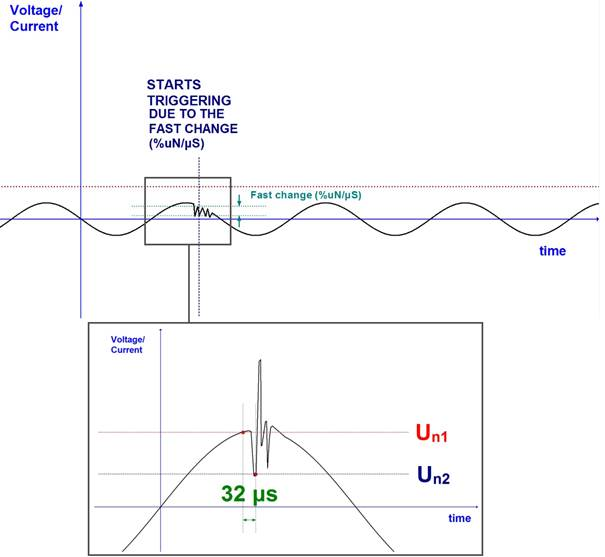 Voltage/
Current
STARTS
TRIGGERING
DUE TO THE
FAST CHANGE
(%uN/µS)
Fast change (%uN/µS)
time
Voltage/
Current
Un1
Un2
32 µs
time